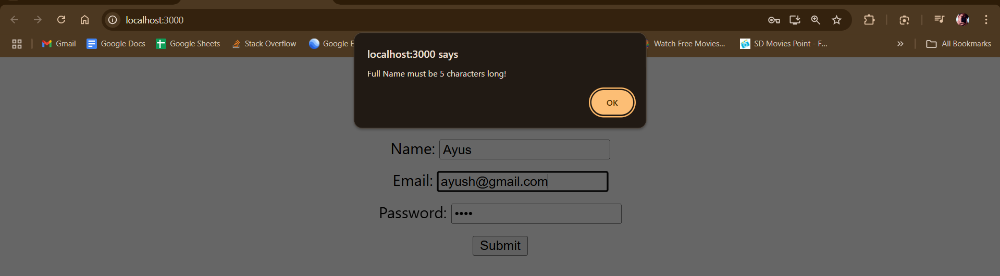 localhost:3000
Gmail Google Docs Google Sheets Stack Overflow Google E Watch Free Movies... SD Movies Point - F... All Bookmarks
localhost:3000 says
Full Name must be 5 characters long!
OK
Name: Ayus
Email: ayush@gmail.com
Password: ••••
Submit